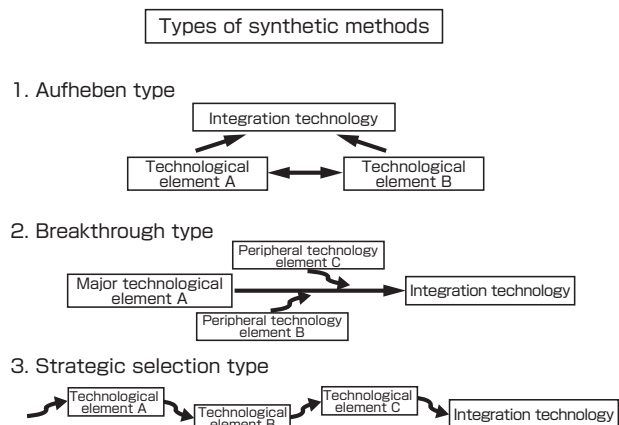 Types of synthetic methods
1. Aufheben type
Integration technology
Technological
element A
Technological
element B
2. Breakthrough type
Peripheral technology
element C
Major technological
element A
Integration technology
Peripheral technology
element B
3. Strategic selection type
Technological
element A
Technological
element B
Technological
element C
Integration technology